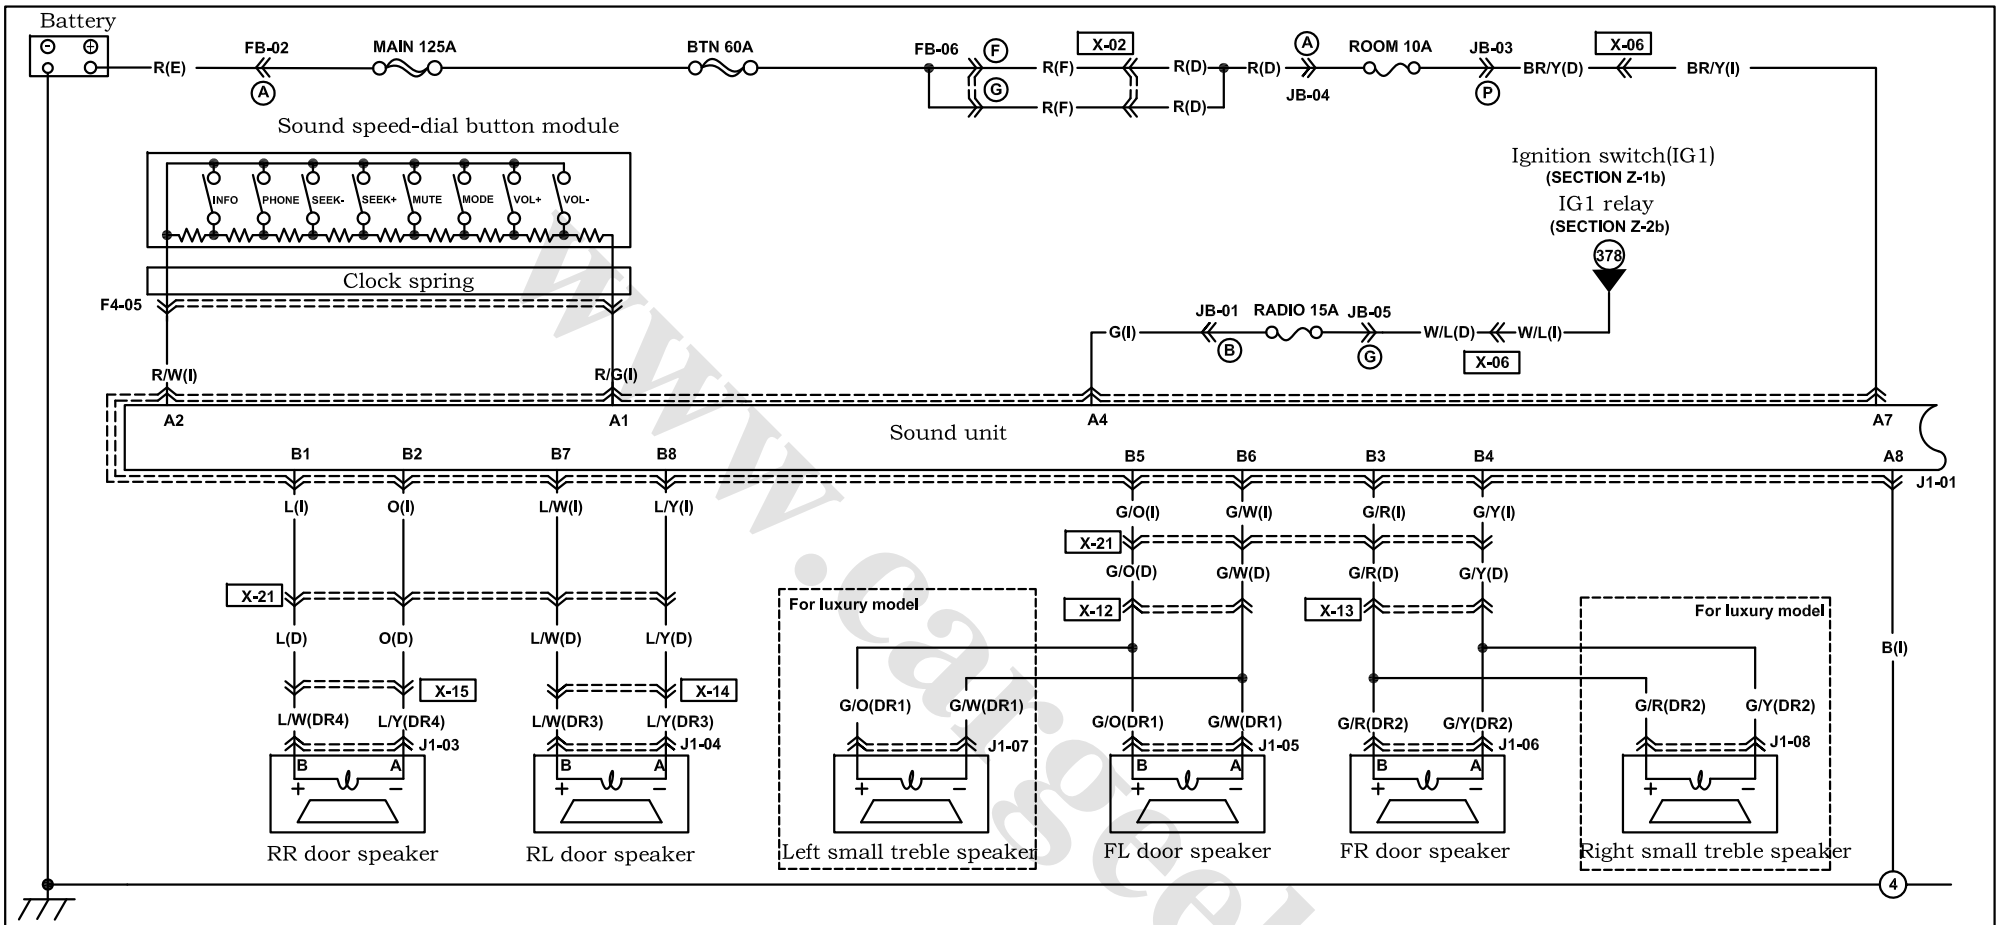 Battery
R(E)
FB-02
A
MAIN 125A
BTN 60A
FB-06
F
G
X-02
R(F)
R(D)
R(F)
R(D)
R(D)
A
JB-04
ROOM 10A
JB-03
P
BR/Y(D)
X-06
BR/Y(I)
Sound speed-dial button module
INFO
PHONE
SEEK-
SEEK+
MUTE
MODE
VOL+
VOL-
Clock spring
F4-05
R/W(I)
R/G(I)
Ignition switch(IG1)
(SECTION Z-1b)
IG1 relay
(SECTION Z-2b)
378
G(I)
JB-01
B
RADIO 15A
JB-05
G
W/L(D)
W/L(I)
X-06
A2
A1
A4
A7
Sound unit
B1
B2
B7
B8
B5
B6
B3
B4
A8
J1-01
L(I)
O(I)
L/W(I)
L/Y(I)
G/O(I)
G/W(I)
G/R(I)
G/Y(I)
X-21
X-21
G/O(D)
G/W(D)
G/R(D)
G/Y(D)
X-12
X-13
L(D)
O(D)
L/W(D)
L/Y(D)
For luxury model
For luxury model
B(I)
X-15
X-14
L/W(DR4)
L/Y(DR4)
L/W(DR3)
L/Y(DR3)
G/O(DR1)
G/W(DR1)
G/O(DR1)
G/W(DR1)
G/R(DR2)
G/Y(DR2)
G/R(DR2)
G/Y(DR2)
J1-03
J1-04
J1-07
J1-05
J1-06
J1-08
B
A
+
−
B
A
+
−
+
−
B
A
+
−
B
A
+
−
+
−
RR door speaker
RL door speaker
Left small treble speaker
FL door speaker
FR door speaker
Right small treble speaker
4
www.cargeek